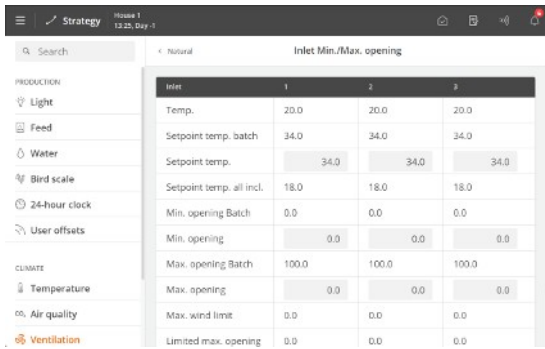 Strategy
House 1
13:25, Day -1
Search
< Natural
Inlet Min./Max. opening
PRODUCTION
Light
Feed
Water
Bird scale
24-hour clock
User offsets
CLIMATE
Temperature
CO₂ Air quality
Ventilation
Inlet 1 2 3
Temp. 20.0 20.0 20.0
Setpoint temp. batch 34.0 34.0 34.0
Setpoint temp. 34.0 34.0 34.0
Setpoint temp. all incl. 18.0 18.0 18.0
Min. opening Batch 0.0 0.0 0.0
Min. opening 0.0 0.0 0.0
Max. opening Batch 100.0 100.0 100.0
Max. opening 0.0 0.0 0.0
Max. wind limit 0.0 0.0 0.0
Limited max. opening 0.0 0.0 0.0